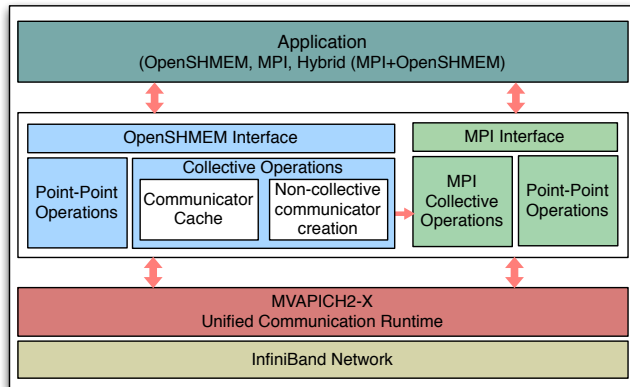 Application
(OpenSHMEM, MPI, Hybrid (MPI+OpenSHMEM)
OpenSHMEM Interface
MPI Interface
Point-Point
Operations
Collective Operations
Communicator
Cache
Non-collective
communicator
creation
MPI
Collective
Operations
Point-Point
Operations
MVAPICH2-X
Unified Communication Runtime
InfiniBand Network